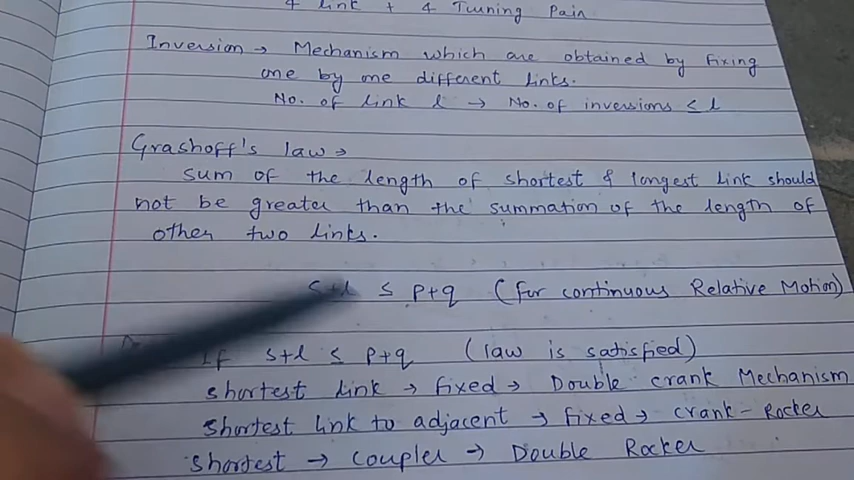 4 link + 4 Turning Pair
Inversion → Mechanism which are obtained by fixing
one by one different links.
No. of link l → No. of inversions ≤ l
Grashoff's law →
Sum of the length of shortest & longest link should
not be greater than the summation of the length of
other two links.
s+l ≤ p+q (for continuous Relative Motion)
If s+l ≤ p+q (law is satisfied)
shortest link → fixed → Double crank Mechanism
shortest link to adjacent → fixed → crank-Rocker
shortest → coupler → Double Rocker